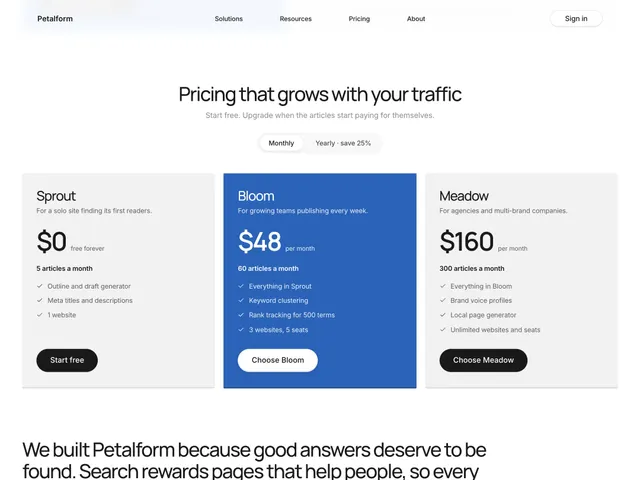 Petalform
Solutions
Resources
Pricing
About
Sign in
Pricing that grows with your traffic
Start free. Upgrade when the articles start paying for themselves.
Monthly
Yearly · save 25%
Sprout
For a solo site finding its first readers.
$0 free forever
5 articles a month
Outline and draft generator
Meta titles and descriptions
1 website
Start free
Bloom
For growing teams publishing every week.
$48 per month
60 articles a month
Everything in Sprout
Keyword clustering
Rank tracking for 500 terms
3 websites, 5 seats
Choose Bloom
Meadow
For agencies and multi-brand companies.
$160 per month
300 articles a month
Everything in Bloom
Brand voice profiles
Local page generator
Unlimited websites and seats
Choose Meadow
We built Petalform because good answers deserve to be
found. Search rewards pages that help people, so every